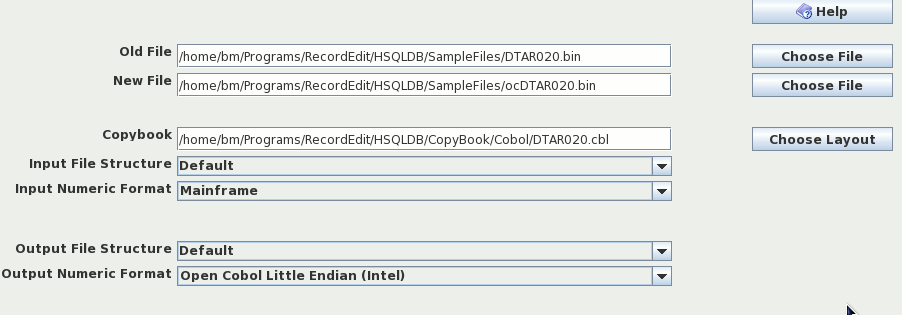 Help
Old File /home/bm/Programs/RecordEdit/HSQLDB/SampleFiles/DTAR020.bin Choose File
New File /home/bm/Programs/RecordEdit/HSQLDB/SampleFiles/ocDTAR020.bin Choose File
Copybook /home/bm/Programs/RecordEdit/HSQLDB/CopyBook/Cobol/DTAR020.cbl Choose Layout
Input File Structure Default
Input Numeric Format Mainframe
Output File Structure Default
Output Numeric Format Open Cobol Little Endian (Intel)